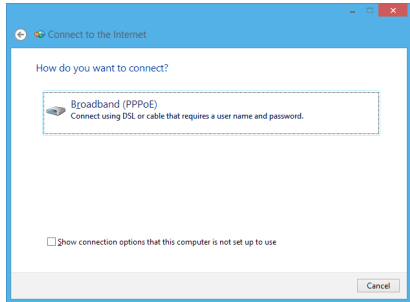 Connect to the Internet
How do you want to connect?
Broadband (PPPoE)
Connect using DSL or cable that requires a user name and password.
Show connection options that this computer is not set up to use
Cancel